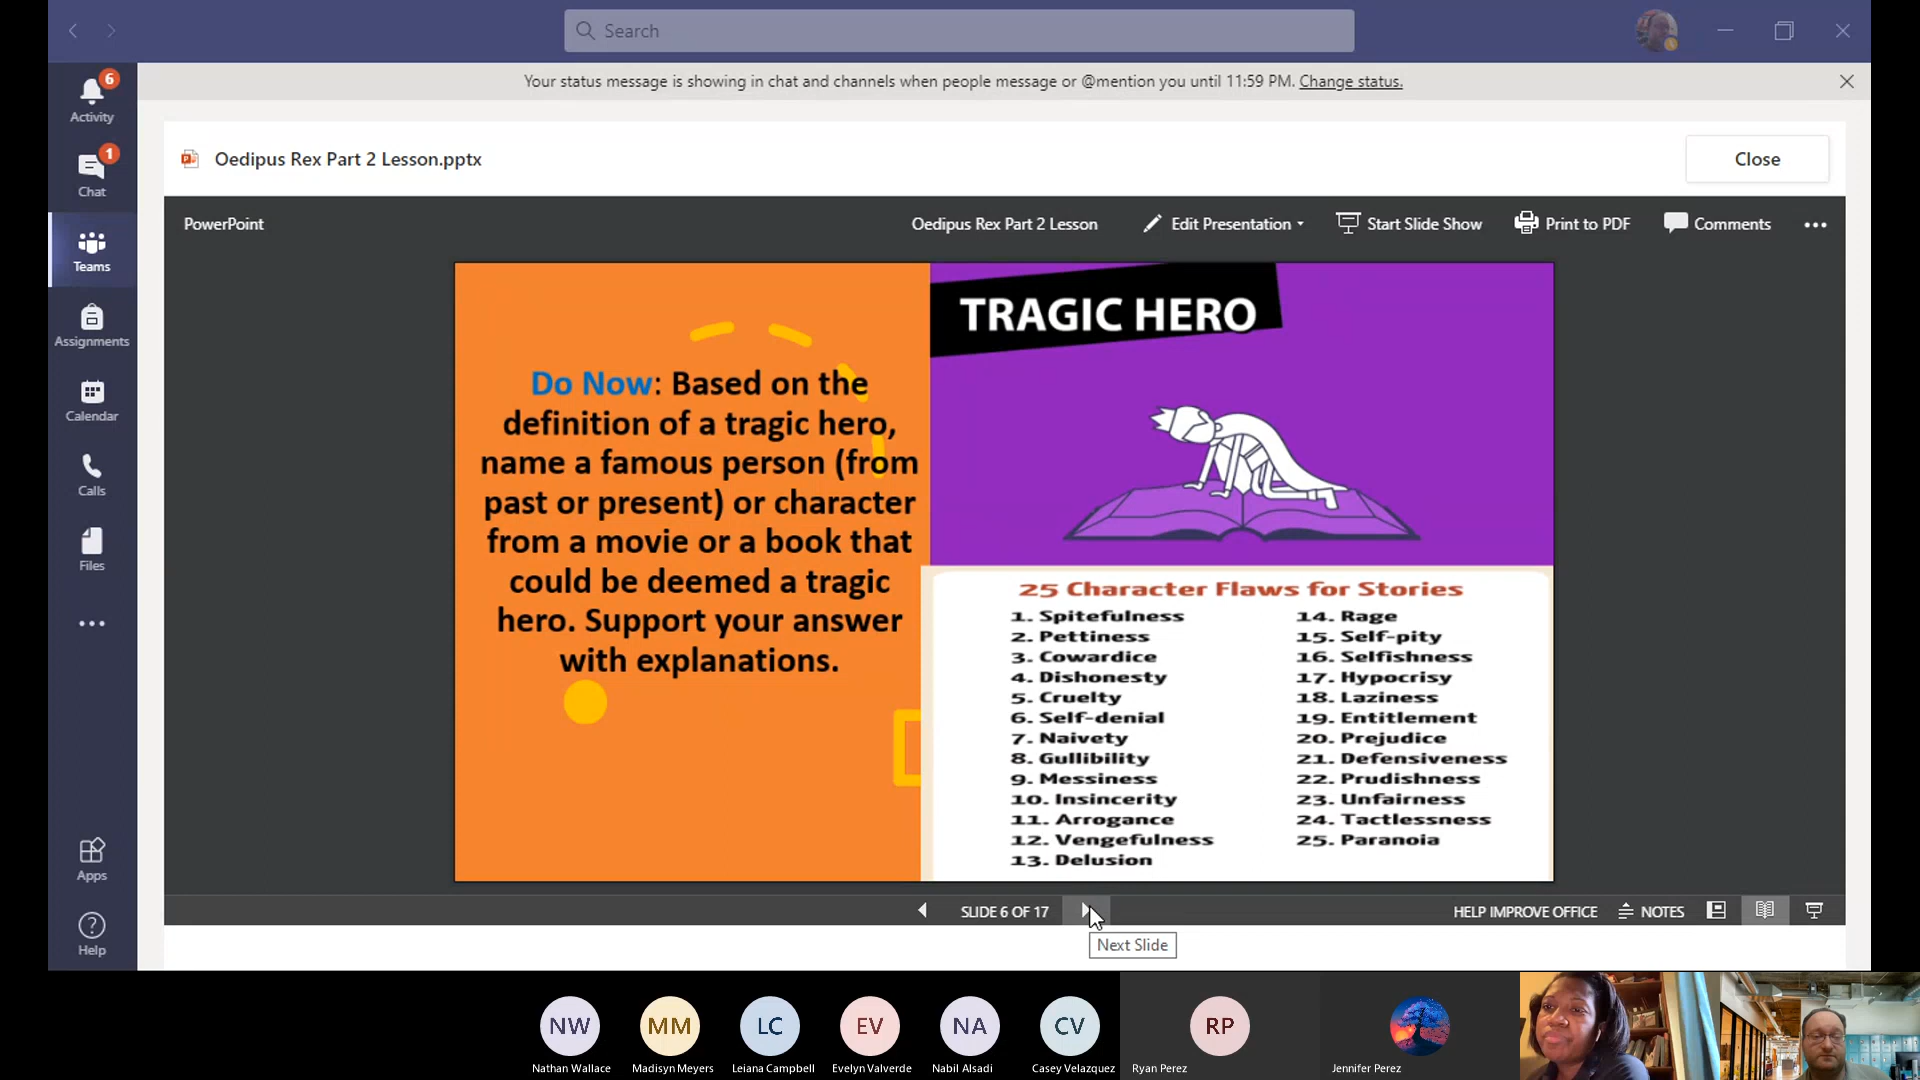 Search
Your status message is showing in chat and channels when people message or @mention you until 11:59 PM. Change status.
6
Activity
1
Chat
Teams
Assignments
Calendar
Calls
Files
Apps
Help
Oedipus Rex Part 2 Lesson.pptx
Close
PowerPoint
Oedipus Rex Part 2 Lesson
Edit Presentation
Start Slide Show
Print to PDF
Comments
Do Now: Based on the
definition of a tragic hero,
name a famous person (from
past or present) or character
from a movie or a book that
could be deemed a tragic
hero. Support your answer
with explanations.
TRAGIC HERO
25 Character Flaws for Stories
1. Spitefulness
2. Pettiness
3. Cowardice
4. Dishonesty
5. Cruelty
6. Self-denial
7. Naivety
8. Gullibility
9. Messiness
10. Insincerity
11. Arrogance
12. Vengefulness
13. Delusion
14. Rage
15. Self-pity
16. Selfishness
17. Hypocrisy
18. Laziness
19. Entitlement
20. Prejudice
21. Defensiveness
22. Prudishness
23. Unfairness
24. Tactlessness
25. Paranoia
SLIDE 6 OF 17
HELP IMPROVE OFFICE
NOTES
Next Slide
NW
Nathan Wallace
MM
Madisyn Meyers
LC
Leiana Campbell
EV
Evelyn Valverde
NA
Nabil Alsadi
CV
Casey Velazquez
RP
Ryan Perez
Jennifer Perez